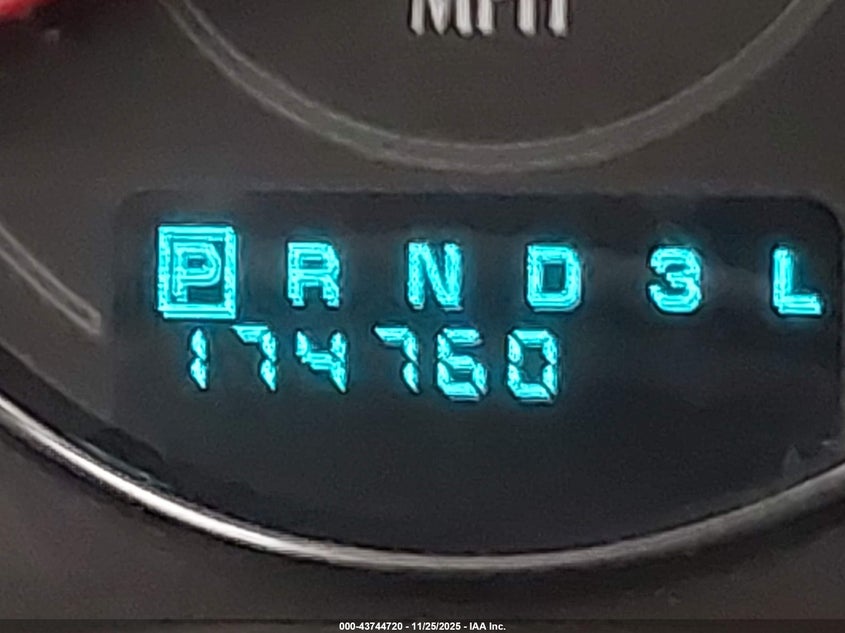 MPH
P R N D 3 L
174760
000-43744720 - 11/25/2025 - IAA Inc.